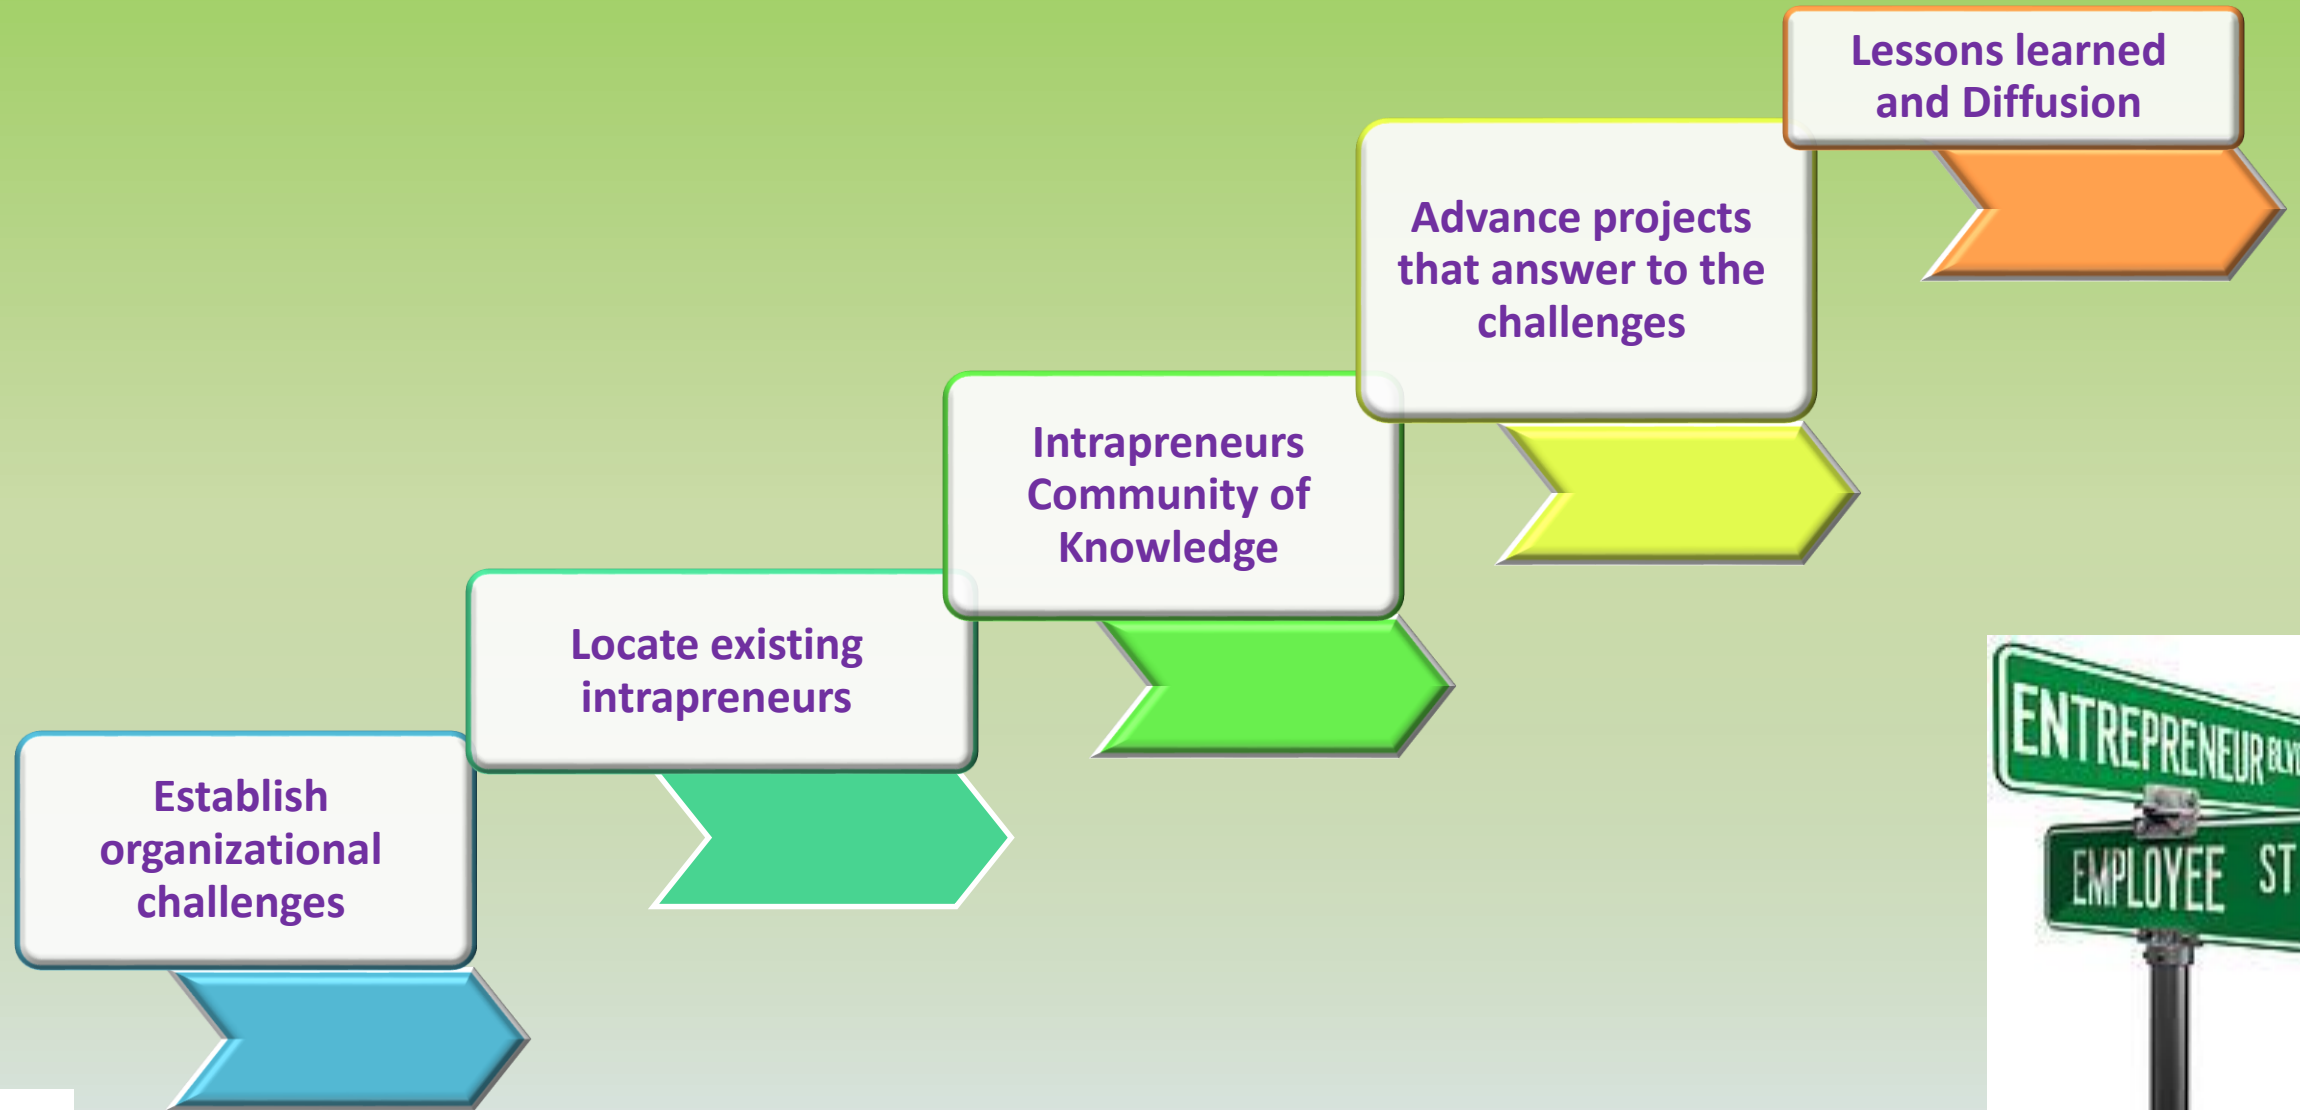 Lessons learned
and Diffusion
Advance projects
that answer to the
challenges
Intrapreneurs
Community of
Knowledge
Locate existing
intrapreneurs
Establish
organizational
challenges
ENTREPRENEUR
EMPLOYEE ST